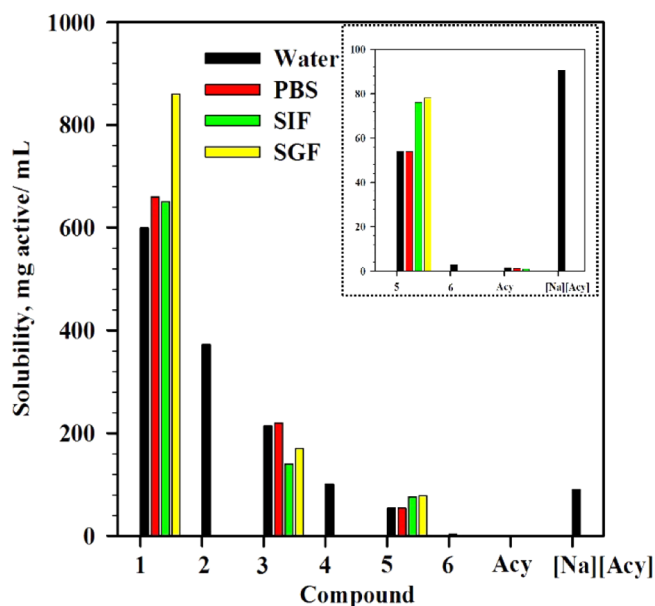 1000
800
600
400
200
0
Solubility, mg active/ mL
Water
PBS
SIF
SGF
100
80
60
40
20
0
5 6 Acy [Na][Acy]
1 2 3 4 5 6 Acy [Na][Acy]
Compound